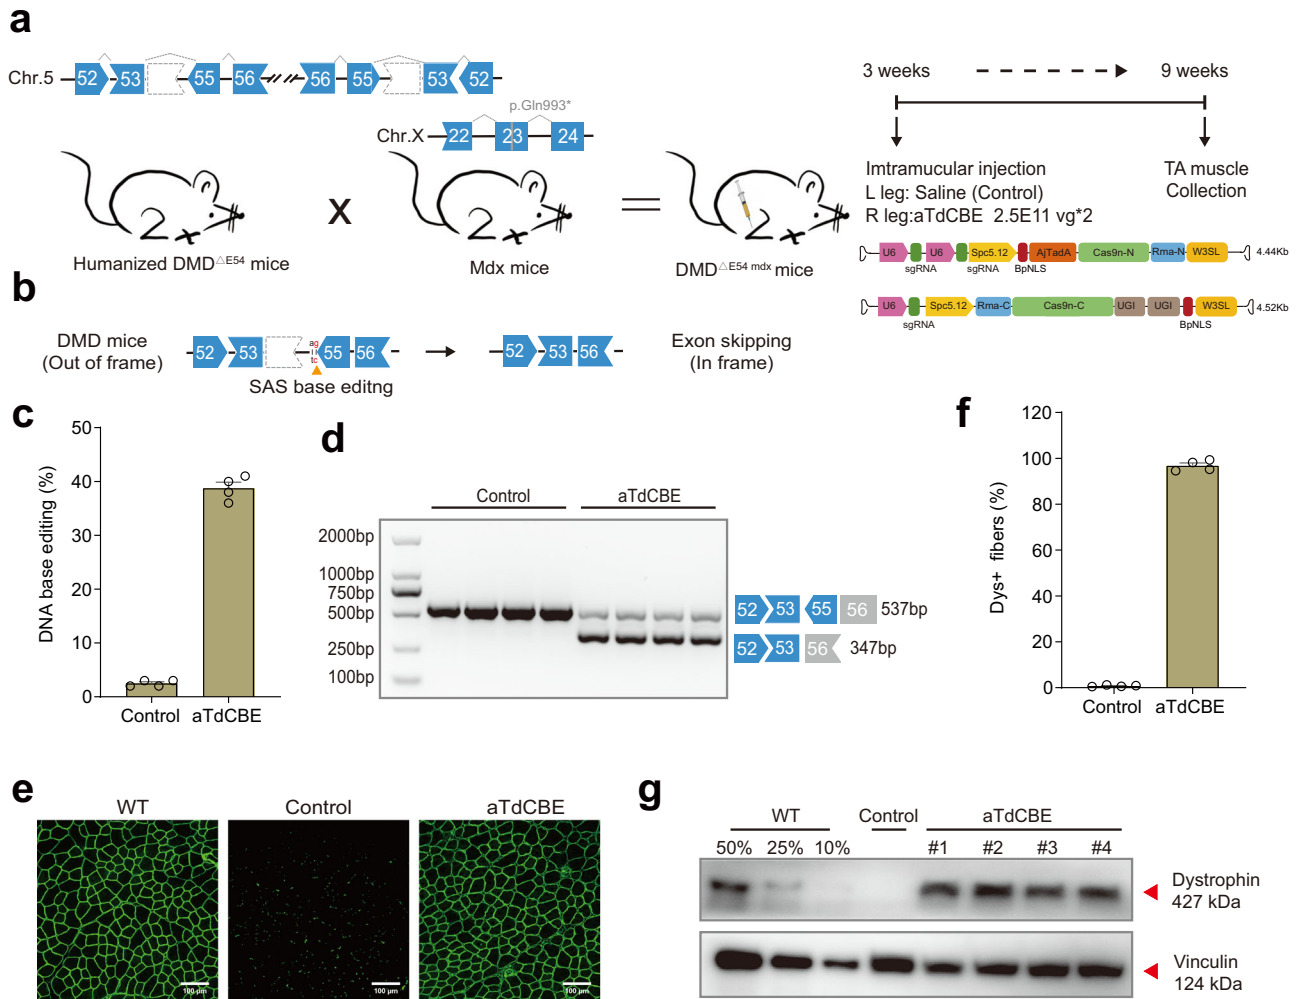 a
Chr.5
52
53
55
56
56
55
53
52
p.Gln993*
Chr.X
22
23
24
X
=
Humanized DMD△E54 mice
Mdx mice
DMD△E54 mdx mice
3 weeks
9 weeks
Imtramucular injection
L leg: Saline (Control)
R leg:aTdCBE 2.5E11 vg*2
TA muscle
Collection
U6
U6
Spc5.12
AjTadA
Cas9n-N
Rma-N
W3SL
4.44Kb
sgRNA
sgRNA
BpNLS
U6
Spc5.12
Rma-C
Cas9n-C
UGI
UGI
W3SL
4.52Kb
sgRNA
BpNLS
b
DMD mice
(Out of frame)
52
53
ag
tc
55
56
SAS base editng
52
53
56
Exon skipping
(In frame)
c
DNA base editing (%)
50
40
30
20
10
0
Control
aTdCBE
d
Control
aTdCBE
2000bp
1000bp
750bp
500bp
250bp
100bp
52
53
55
56
537bp
52
53
56
347bp
f
Dys+ fibers (%)
120
100
80
60
40
20
0
Control
aTdCBE
e
WT
Control
aTdCBE
100 μm
100 μm
100 μm
g
WT
Control
aTdCBE
50%
25%
10%
#1
#2
#3
#4
Dystrophin
427 kDa
Vinculin
124 kDa